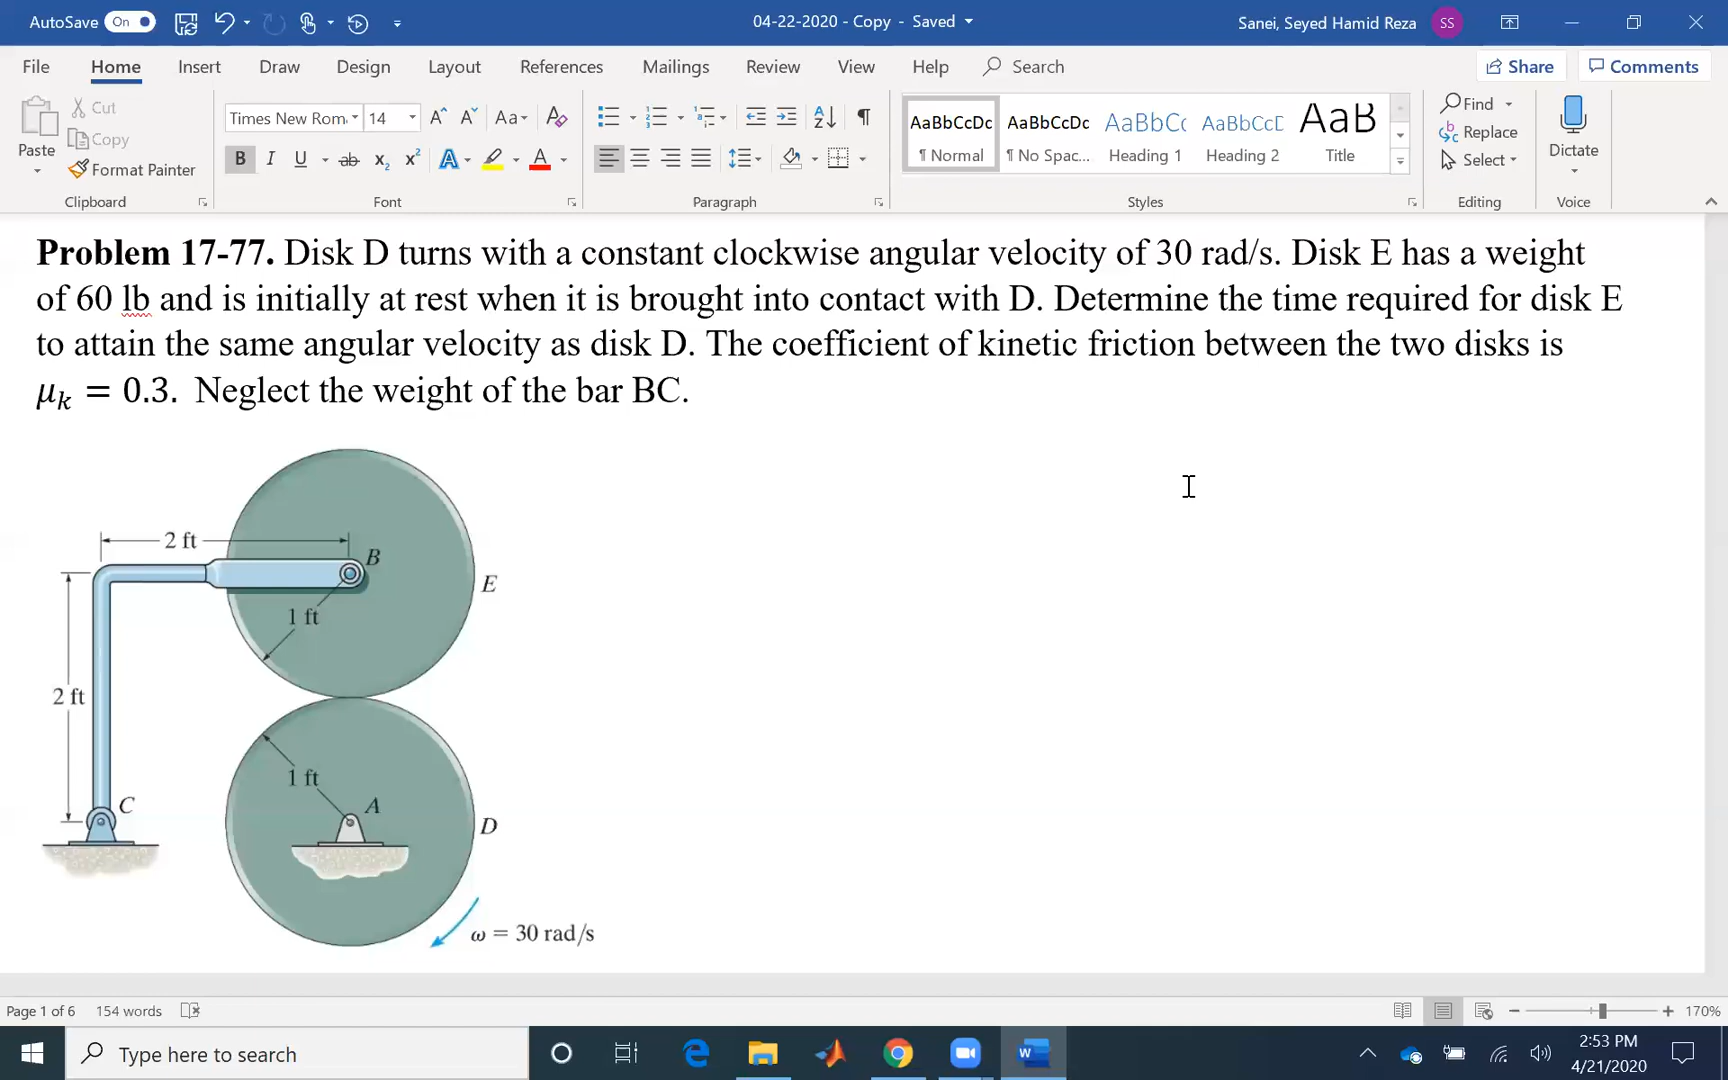 AutoSave On
04-22-2020 - Copy - Saved
Sanei, Seyed Hamid Reza SS
File Home Insert Draw Design Layout References Mailings Review View Help Search Share Comments
Paste
Cut
Copy
Format Painter
Clipboard
Times New Rom 14
Aa
B I U ab x₂ x² A A
Font
Paragraph
AaBbCcDc AaBbCcDc AaBbCc AaBbCcD AaB
¶ Normal ¶ No Spac... Heading 1 Heading 2 Title
Styles
Find
Replace
Select
Editing
Dictate
Voice
Problem 17-77. Disk D turns with a constant clockwise angular velocity of 30 rad/s. Disk E has a weight
of 60 lb and is initially at rest when it is brought into contact with D. Determine the time required for disk E
to attain the same angular velocity as disk D. The coefficient of kinetic friction between the two disks is
μₖ = 0.3. Neglect the weight of the bar BC.
2 ft
B
E
1 ft
2 ft
1 ft
A
C
D
ω = 30 rad/s
Page 1 of 6 154 words
170%
Type here to search
2:53 PM
4/21/2020